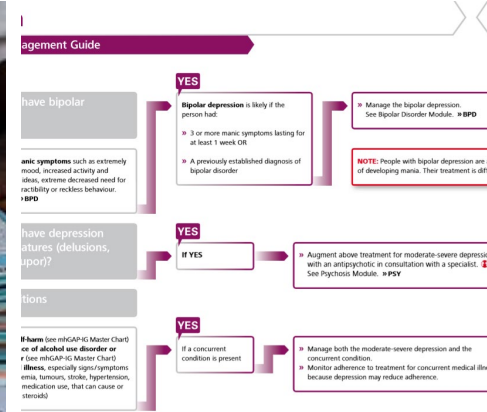 agement Guide
YES
have bipolar
Bipolar depression is likely if the
person had:
» 3 or more manic symptoms lasting for
at least 1 week OR
» A previously established diagnosis of
bipolar disorder
» Manage the bipolar depression.
See Bipolar Disorder Module. » BPD
NOTE: People with bipolar depression are
of developing mania. Their treatment is dif
anic symptoms such as extremely
mood, increased activity and
ideas, extreme decreased need for
ractibility or reckless behaviour.
» BPD
YES
have depression
atures (delusions,
upor)?
If YES
» Augment above treatment for moderate-severe depressio
with an antipsychotic in consultation with a specialist.
See Psychosis Module. » PSY
itions
YES
lf-harm (see mhGAP-IG Master Chart)
ce of alcohol use disorder or
r (see mhGAP-IG Master Chart)
illness, especially signs/symptoms
emia, tumours, stroke, hypertension,
medication use, that can cause or
steroids)
If a concurrent
condition is present
» Manage both the moderate-severe depression and the
concurrent condition.
» Monitor adherence to treatment for concurrent medical illne
because depression may reduce adherence.